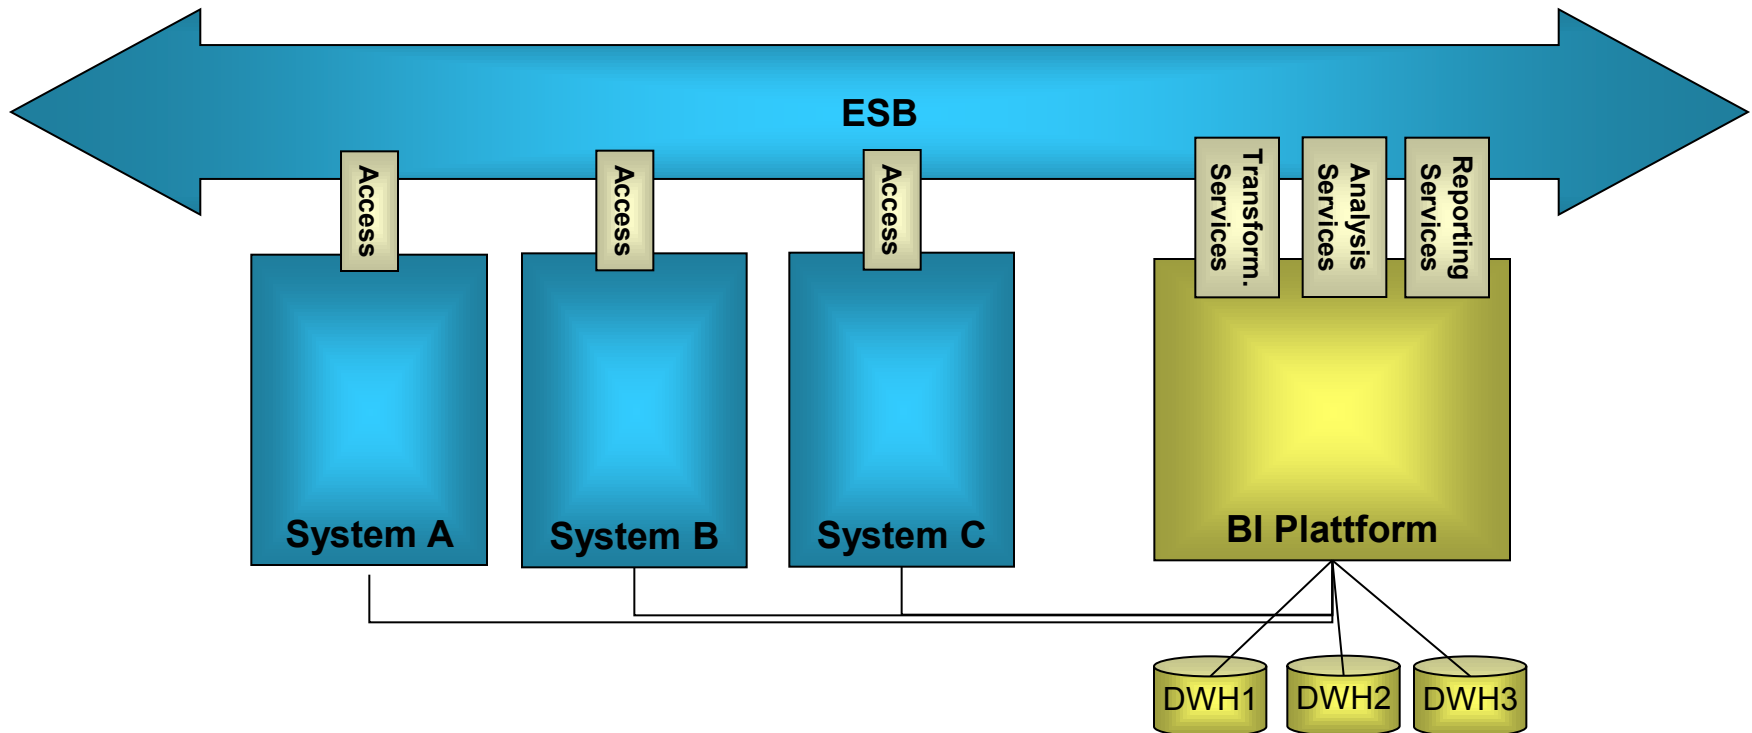 ESB
Access
Access
Access
Transform.
Services
Analysis
Services
Reporting
Services
System A
System B
System C
BI Plattform
DWH1
DWH2
DWH3